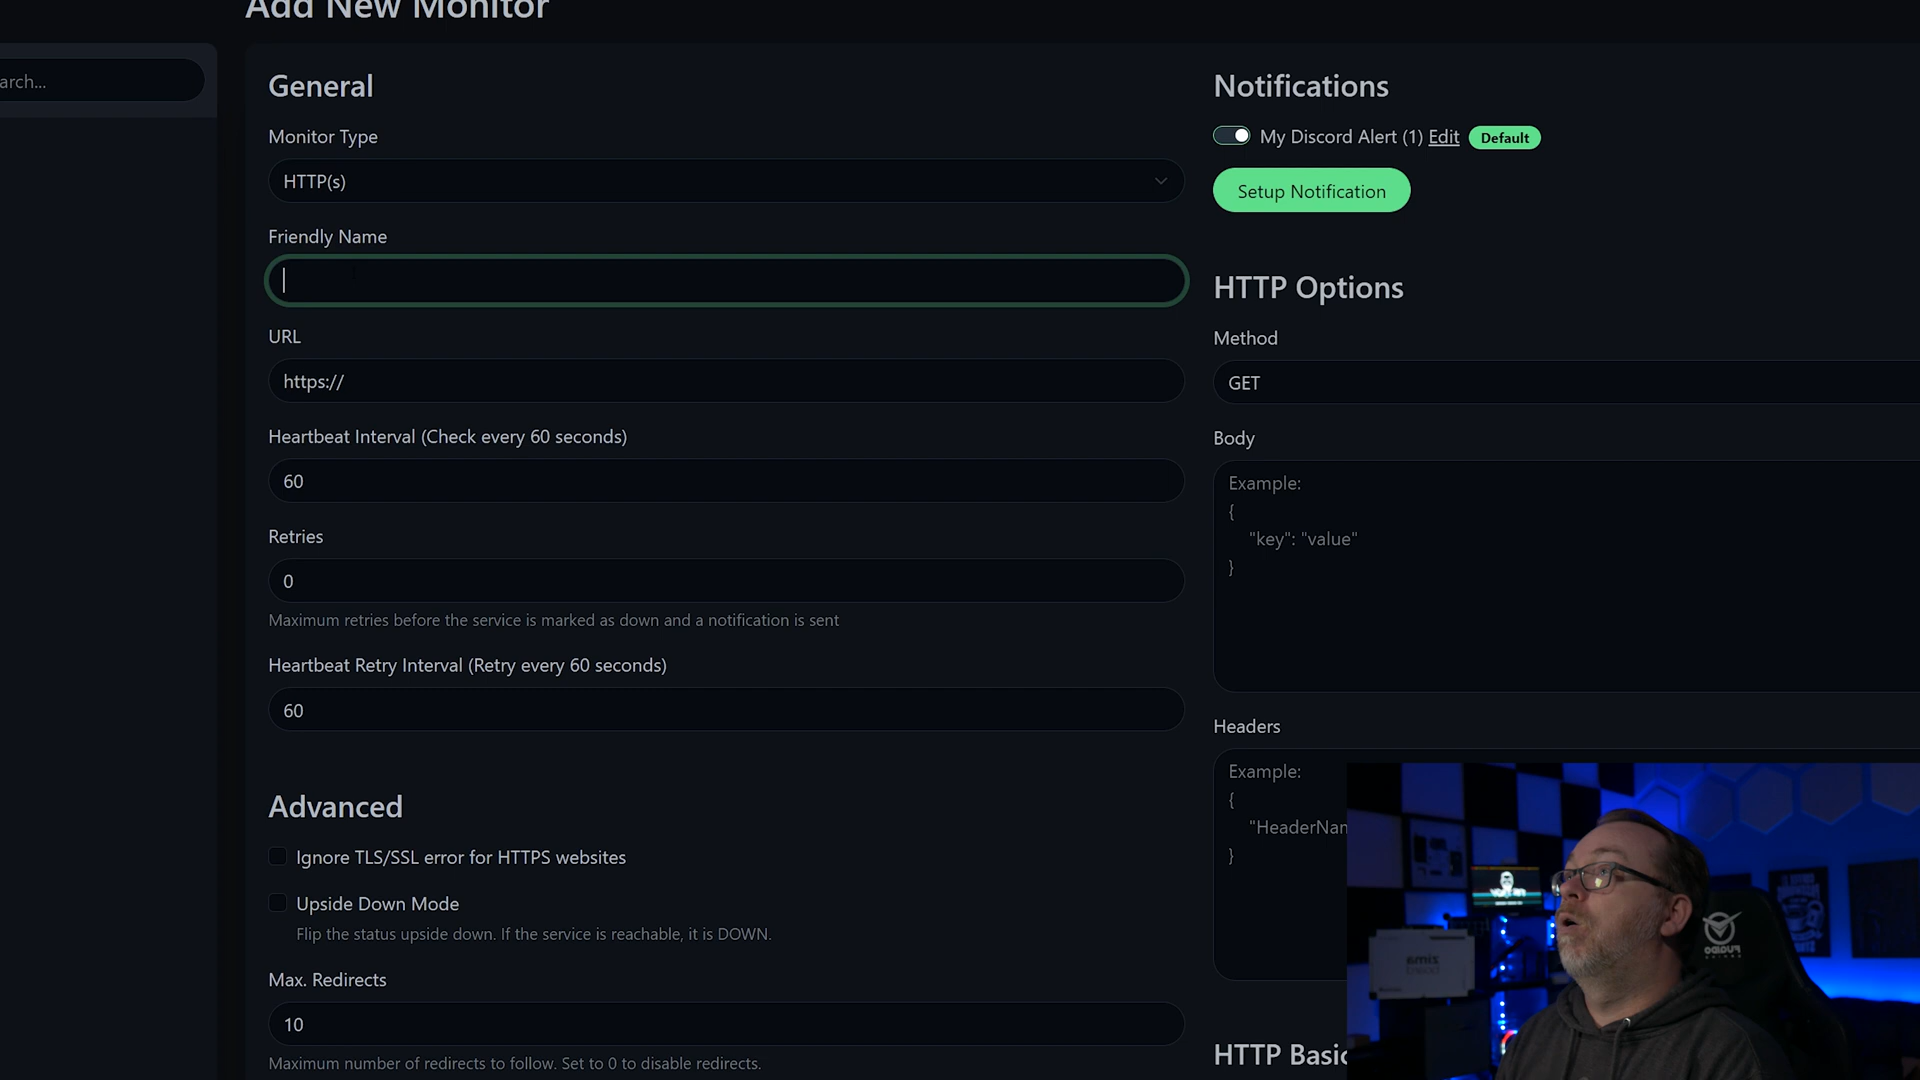 Add New Monitor
arch...
General
Monitor Type
HTTP(s)
Friendly Name
URL
https://
Heartbeat Interval (Check every 60 seconds)
60
Retries
0
Maximum retries before the service is marked as down and a notification is sent
Heartbeat Retry Interval (Retry every 60 seconds)
60
Advanced
Ignore TLS/SSL error for HTTPS websites
Upside Down Mode
Flip the status upside down. If the service is reachable, it is DOWN.
Max. Redirects
10
Maximum number of redirects to follow. Set to 0 to disable redirects.
Notifications
My Discord Alert (1) Edit Default
Setup Notification
HTTP Options
Method
GET
Body
Example:
{
"key": "value"
}
Headers
Example:
{
"HeaderNam
}
HTTP Basic
zima